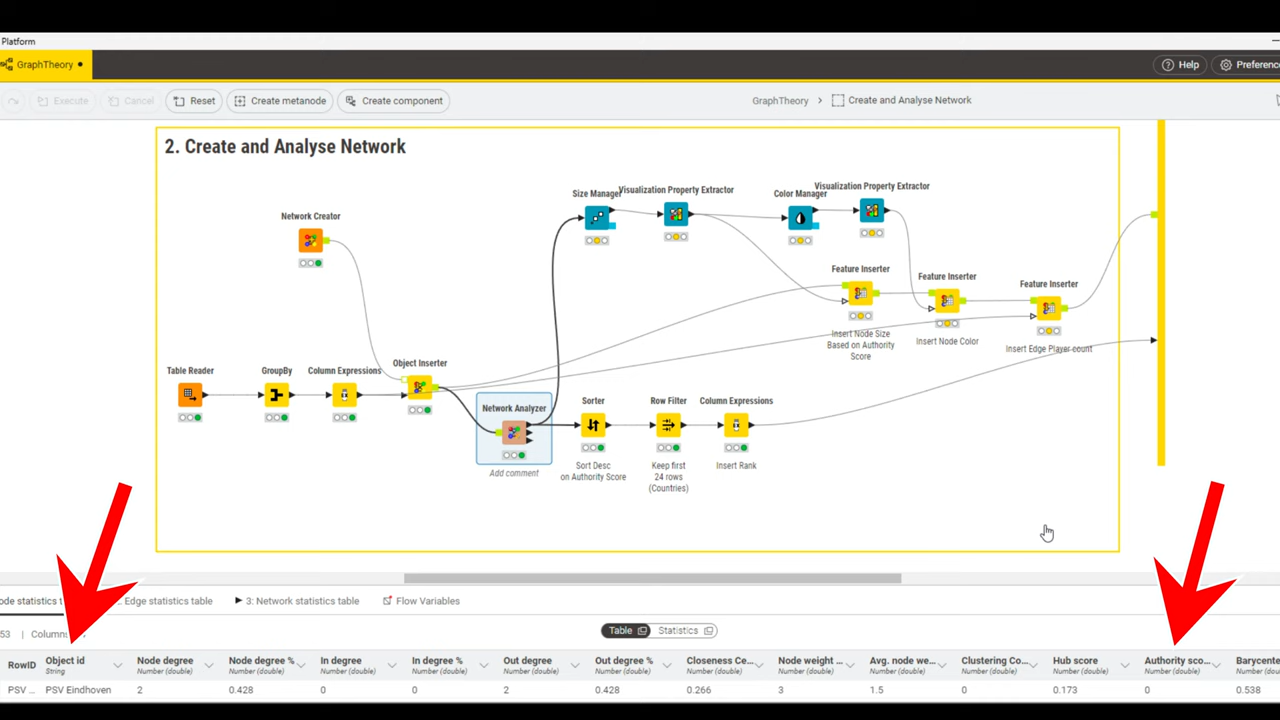 Platform
GraphTheory
Help
Preference
Execute
Cancel
Reset
Create metanode
Create component
GraphTheory
Create and Analyse Network
2. Create and Analyse Network
Size Manager
Visualization Property Extractor
Color Manager
Visualization Property Extractor
Network Creator
Feature Inserter
Feature Inserter
Feature Inserter
Insert Node Size
Based on Authority
Score
Insert Node Color
Insert Edge Player count
Table Reader
GroupBy
Column Expressions
Object Inserter
Network Analyzer
Add comment
Sorter
Sort Desc
on Authority Score
Row Filter
Keep first
24 rows
(Countries)
Column Expressions
Insert Rank
ode statistics t
Edge statistics table
3: Network statistics table
Flow Variables
53 | Columns
Table
Statistics
RowID
Object id
String
Node degree
Number (double)
Node degree %
Number (double)
In degree
Number (double)
In degree %
Number (double)
Out degree
Number (double)
Out degree %
Number (double)
Closeness Ce...
Number (double)
Node weight ...
Number (double)
Avg. node we...
Number (double)
Clustering Co...
Number (double)
Hub score
Number (double)
Authority sco...
Number (double)
Barycente
Number (doub
PSV ... PSV Eindhoven 2 0.428 0 0 2 0.428 0.266 3 1.5 0 0.173 0 0.538